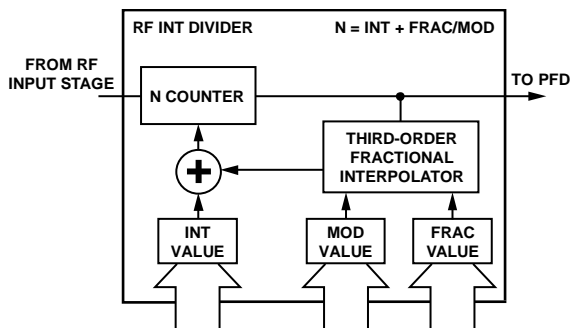 RF INT DIVIDER
N = INT + FRAC/MOD
FROM RF
INPUT STAGE
N COUNTER
TO PFD
THIRD-ORDER
FRACTIONAL
INTERPOLATOR
+
INT
VALUE
MOD
VALUE
FRAC
VALUE